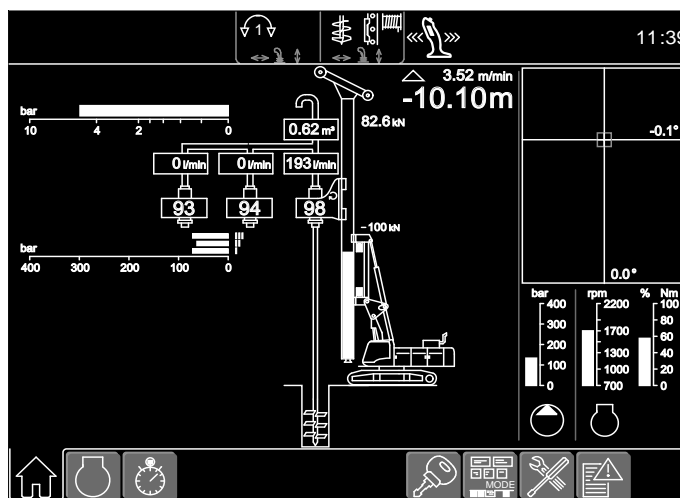 1
11:39
3.52 m/min
-10.10m
bar
10 4 2 0
0.62 m³
82.6 kN
0 l/min 0 l/min 193 l/min
-0.1°
93 94 98
-100 kN
bar
400 300 200 100 0
III
II
I
0.0°
bar rpm % Nm
400 2200 100
300 1700 80
200 1300 60
100 1000 40
20
0 700 0
MODE